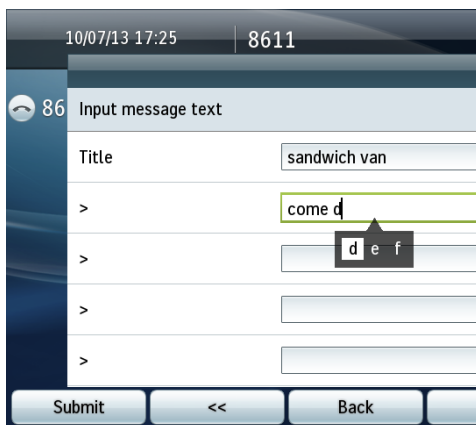 10/07/13 17:25 8611
86
Input message text
Title sandwich van
> come d
d e f
>
>
>
Submit << Back